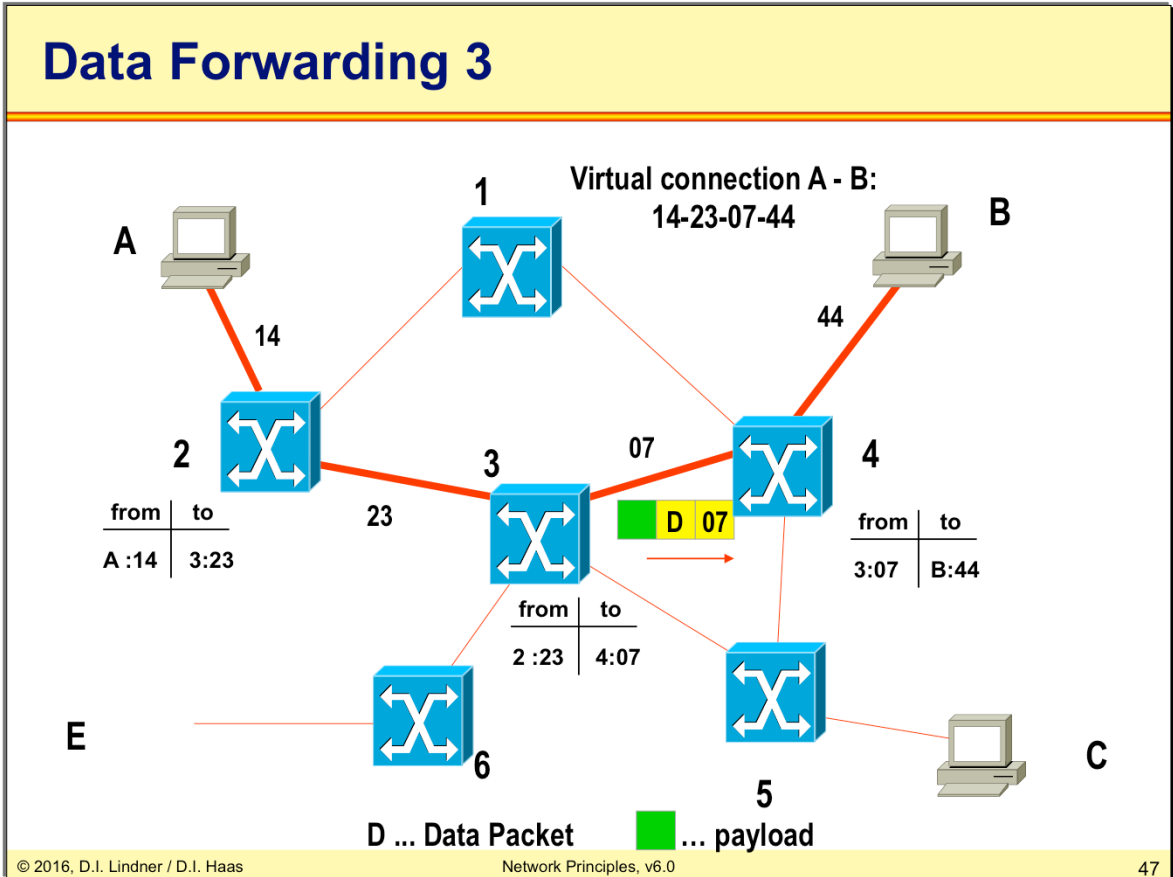 Data Forwarding 3
Virtual connection A - B:
14-23-07-44
1
A
B
14
44
2
3
07
4
23
D 07
from to
A :14 3:23
from to
3:07 B:44
from to
2 :23 4:07
E
6
5
C
D ... Data Packet
... payload
© 2016, D.I. Lindner / D.I. Haas
Network Principles, v6.0
47